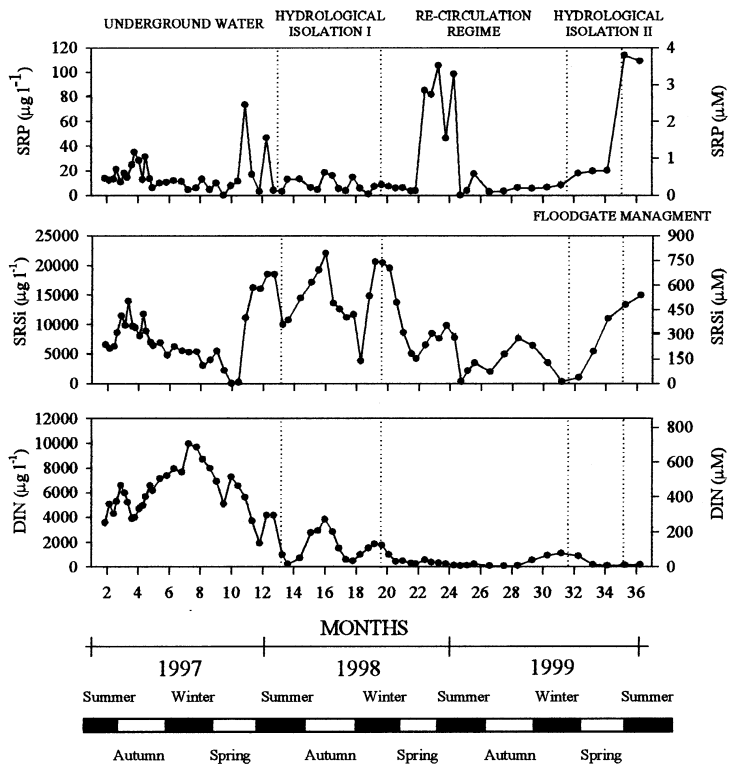 UNDERGROUND WATER
HYDROLOGICAL
ISOLATION I
RE-CIRCULATION
REGIME
HYDROLOGICAL
ISOLATION II
120
100
80
60
40
20
0
SRP (µg l⁻¹)
4
3
2
1
0
SRP (µM)
FLOODGATE MANAGMENT
25000
20000
15000
10000
5000
0
SRSi (µg l⁻¹)
900
750
600
450
300
150
0
SRSi (µM)
12000
10000
8000
6000
4000
2000
0
DIN (µg l⁻¹)
800
600
400
200
0
DIN (µM)
2 4 6 8 10 12 14 16 18 20 22 24 26 28 30 32 34 36
MONTHS
1997 1998 1999
Summer Winter Summer Winter Summer Winter Summer
Autumn Spring Autumn Spring Autumn Spring